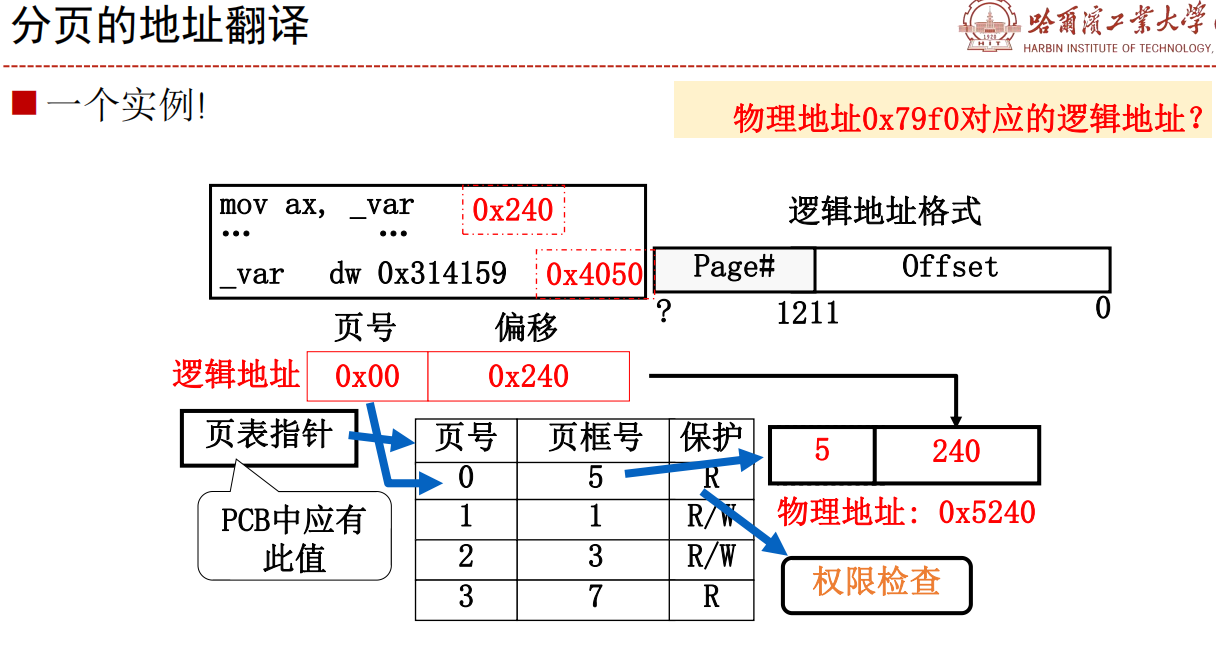 分页的地址翻译
哈尔滨工業大學
HARBIN INSTITUTE OF TECHNOLOGY,
1920
HIT
一个实例!
物理地址0x79f0对应的逻辑地址?
mov ax, _var 0x240
… …
_var dw 0x314159 0x4050
逻辑地址格式
Page# Offset
? 1211 0
页号 偏移
逻辑地址 0x00 0x240
页表指针
PCB中应有
此值
页号 页框号 保护
0 5 R
1 1 R/W
2 3 R/W
3 7 R
5 240
物理地址: 0x5240
权限检查